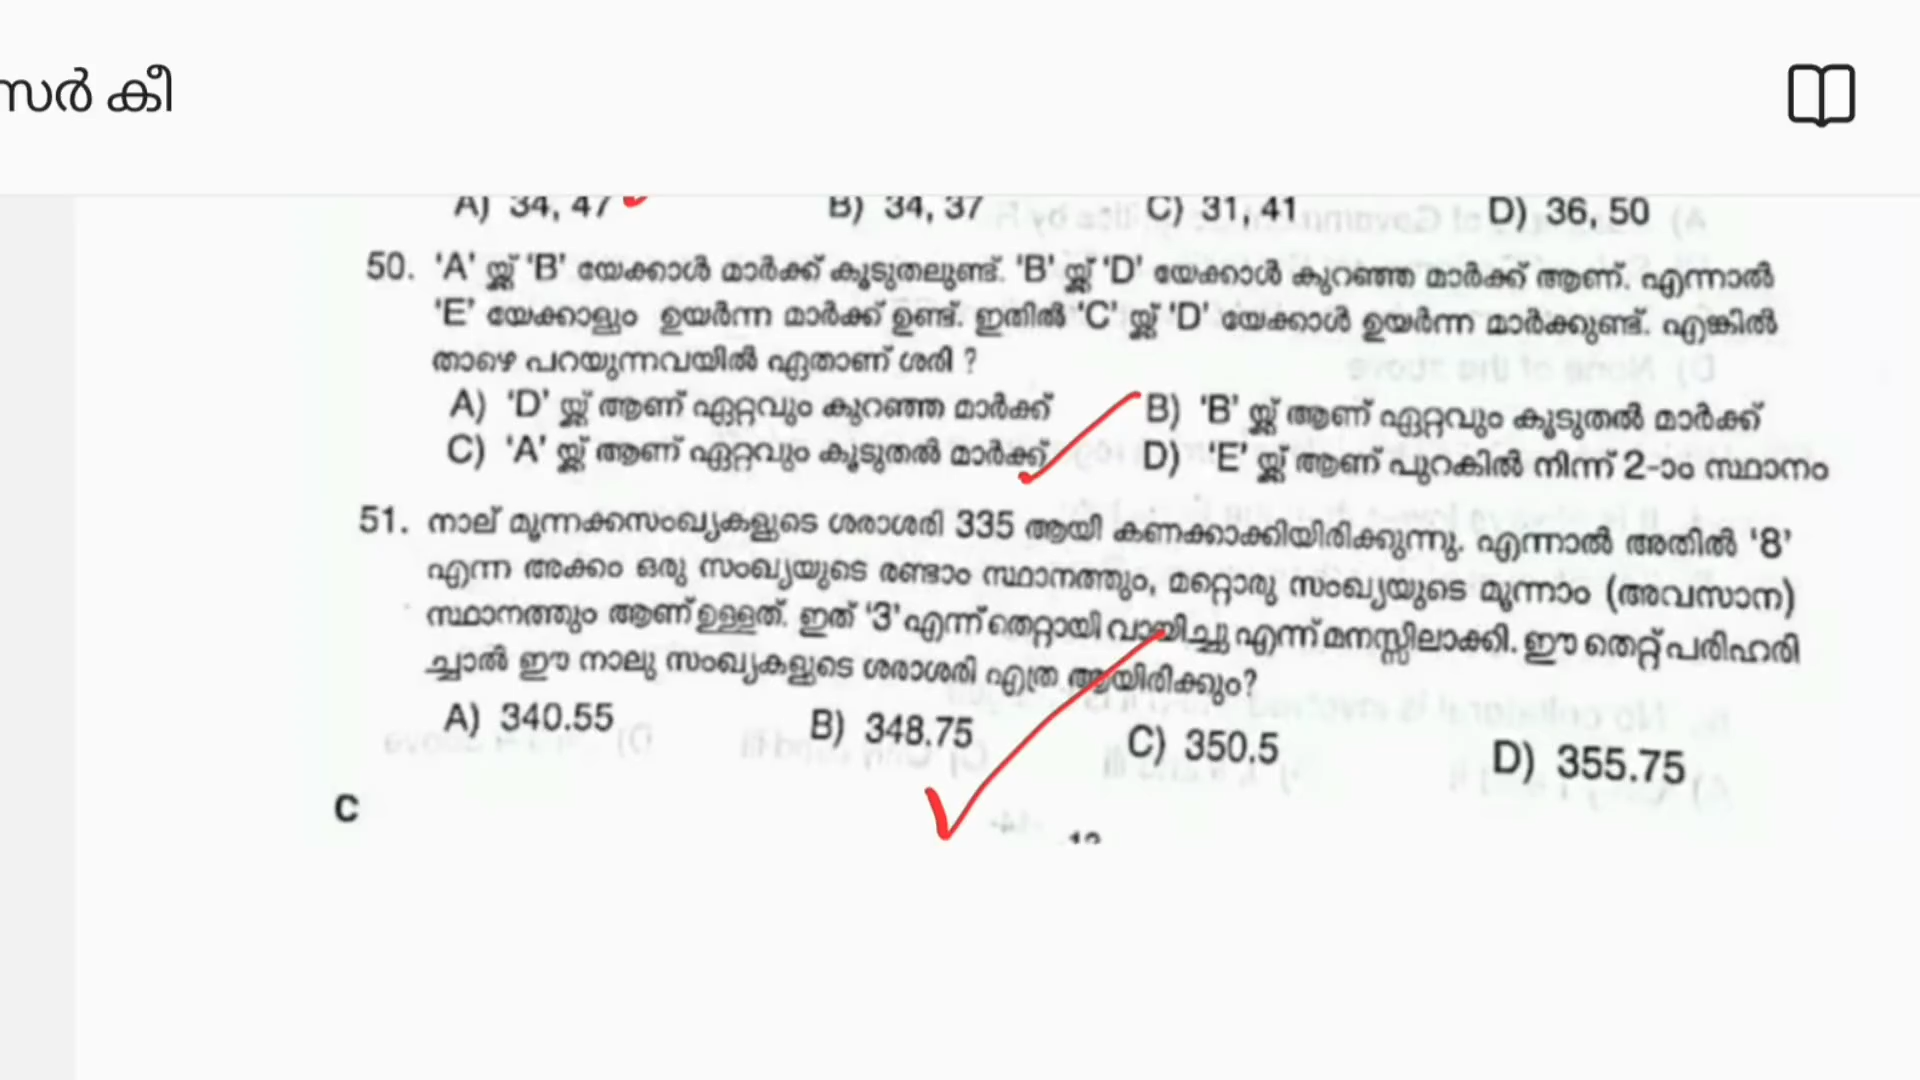 സർ കീ
A) 34, 47 B) 34, 37 C) 31, 41 D) 36, 50
50. 'A' യ്ക്ക് 'B' യേക്കാൾ മാർക്ക് കൂടുതലുണ്ട്. 'B' യ്ക്ക് 'D' യേക്കാൾ കുറഞ്ഞ മാർക്ക് ആണ്. എന്നാൽ
'E' യേക്കാളും ഉയർന്ന മാർക്ക് ഉണ്ട്. ഇതിൽ 'C' യ്ക്ക് 'D' യേക്കാൾ ഉയർന്ന മാർക്കുണ്ട്. എങ്കിൽ
താഴെ പറയുന്നവയിൽ ഏതാണ് ശരി ?
A) 'D' യ്ക്ക് ആണ് ഏറ്റവും കുറഞ്ഞ മാർക്ക് B) 'B' യ്ക്ക് ആണ് ഏറ്റവും കൂടുതൽ മാർക്ക്
C) 'A' യ്ക്ക് ആണ് ഏറ്റവും കൂടുതൽ മാർക്ക് D) 'E' യ്ക്ക് ആണ് പുറകിൽ നിന്ന് 2-ാം സ്ഥാനം
51. നാല് മൂന്നക്കസംഖ്യകളുടെ ശരാശരി 335 ആയി കണക്കാക്കിയിരിക്കുന്നു. എന്നാൽ അതിൽ '8'
എന്ന അക്കം ഒരു സംഖ്യയുടെ രണ്ടാം സ്ഥാനത്തും, മറ്റൊരു സംഖ്യയുടെ മൂന്നാം (അവസാന)
സ്ഥാനത്തും ആണ് ഉള്ളത്. ഇത് '3' എന്ന് തെറ്റായി വായിച്ചു എന്ന് മനസ്സിലാക്കി. ഈ തെറ്റ് പരിഹരി
ച്ചാൽ ഈ നാലു സംഖ്യകളുടെ ശരാശരി എത്ര ആയിരിക്കും?
A) 340.55 B) 348.75 C) 350.5 D) 355.75
C